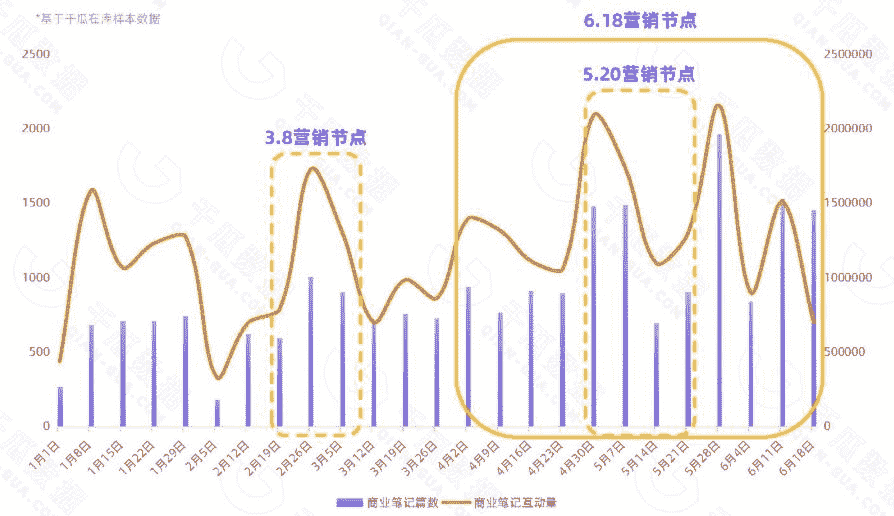 *基于千瓜在库样本数据
6.18营销节点
5.20营销节点
3.8营销节点
2500
2000
1500
1000
500
0
2500000
2000000
1500000
1000000
500000
0
1月1日
1月8日
1月15日
1月22日
1月29日
2月5日
2月12日
2月19日
2月26日
3月5日
3月12日
3月19日
3月26日
4月2日
4月9日
4月16日
4月23日
4月30日
5月7日
5月14日
5月21日
5月28日
6月4日
6月11日
6月18日
商业笔记篇数
商业笔记互动量
千瓜数据
QIAN-GUA.COM